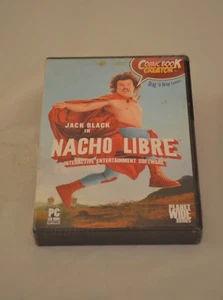 COMIC BOOK
CREATOR
JACK BLACK
IN
NACHO LIBRE
INTERACTIVE ENTERTAINMENT SOFTWARE
PC
PLANET
WIDE